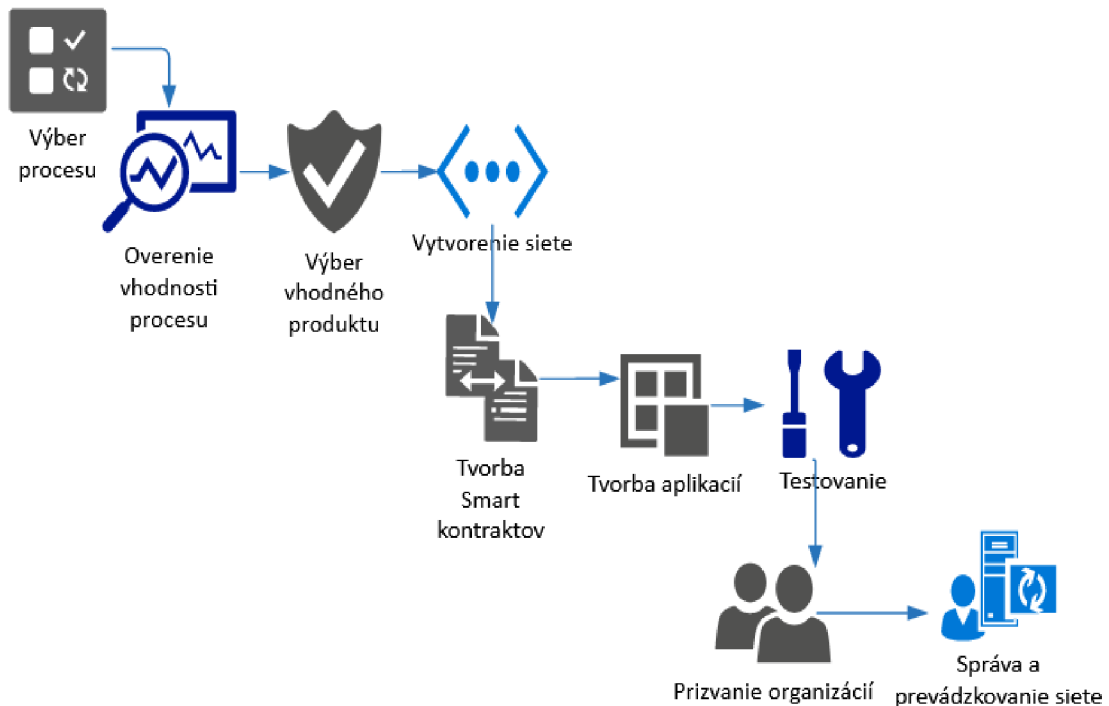 Výber
procesu
Overenie
vhodnosti
procesu
Výber
vhodného
produktu
Vytvorenie siete
Tvorba
Smart
kontraktov
Tvorba aplikacií
Testovanie
Prizvanie organizácií
Správa a
prevádzkovanie siete